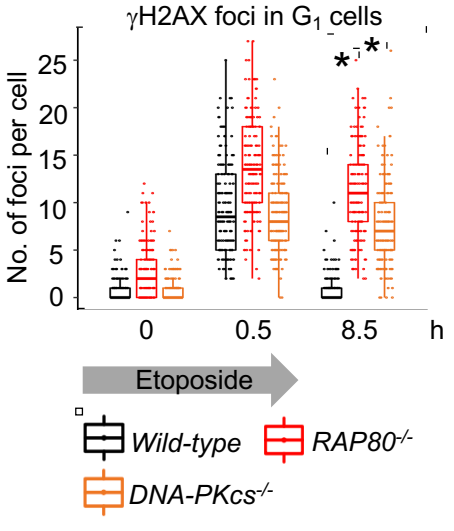 γH2AX foci in G₁ cells
No. of foci per cell
25
20
15
10
5
0
* *
0 0.5 8.5 h
Etoposide
Wild-type RAP80⁻/⁻
DNA-PKcs⁻/⁻